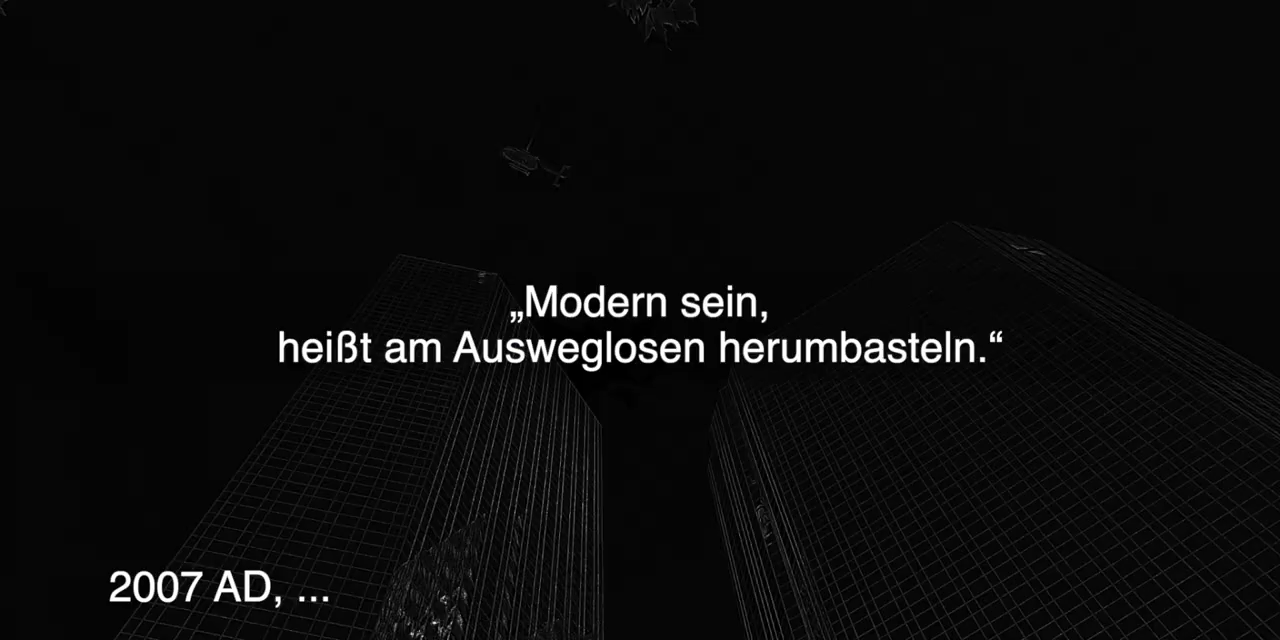 „Modern sein,
heißt am Ausweglosen herumbasteln.“
2007 AD, ...